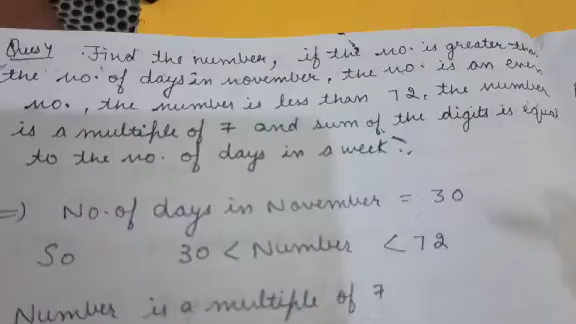 Ques 4 . Find the number, if the no. is greater than
the no. of days in november, the no. is an even
no., the number is less than 72, the number
is a multiple of 7 and sum of the digits is equal
to the no. of days in a week?
=) No. of days in November = 30
So 30 < Number < 72
Number is a multiple of 7